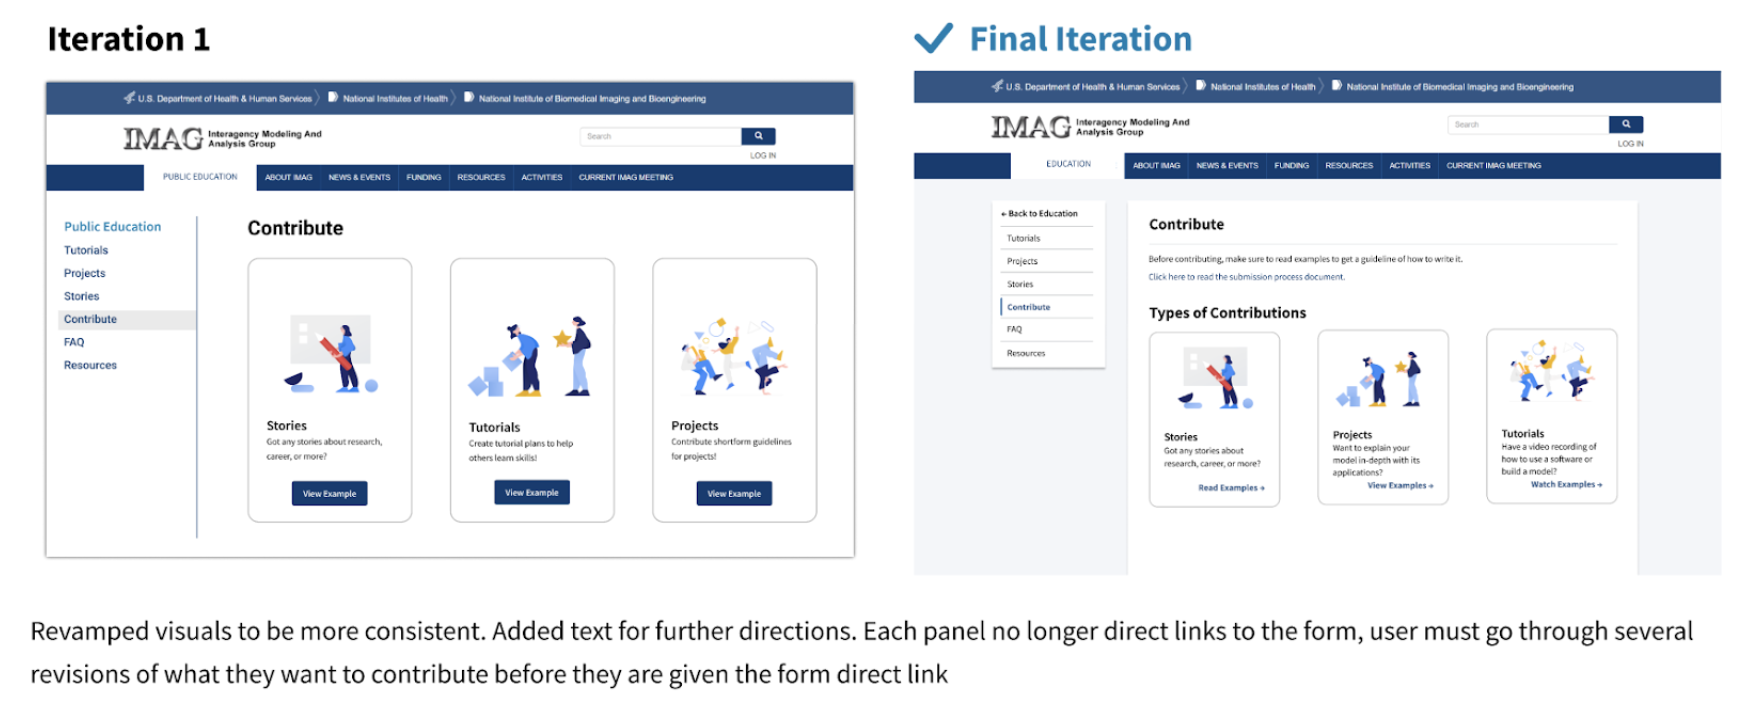 Iteration 1
U.S. Department of Health & Human Services
National Institutes of Health
National Institute of Biomedical Imaging and Bioengineering
IMAG
Interagency Modeling And
Analysis Group
Search
LOG IN
PUBLIC EDUCATION
ABOUT IMAG
NEWS & EVENTS
FUNDING
RESOURCES
ACTIVITIES
CURRENT IMAG MEETING
Public Education
Tutorials
Projects
Stories
Contribute
FAQ
Resources
Contribute
Stories
Got any stories about research,
career, or more?
View Example
Tutorials
Create tutorial plans to help
others learn skills!
View Example
Projects
Contribute shortform guidelines
for projects!
View Example
Final Iteration
U.S. Department of Health & Human Services
National Institutes of Health
National Institute of Biomedical Imaging and Bioengineering
IMAG
Interagency Modeling And
Analysis Group
Search
LOG IN
EDUCATION
ABOUT IMAG
NEWS & EVENTS
FUNDING
RESOURCES
ACTIVITIES
CURRENT IMAG MEETING
← Back to Education
Tutorials
Projects
Stories
Contribute
FAQ
Resources
Contribute
Before contributing, make sure to read examples to get a guideline of how to write it.
Click here to read the submission process document.
Types of Contributions
Stories
Got any stories about
research, career, or more?
Read Examples →
Projects
Want to explain your
model in-depth with its
applications?
View Examples →
Tutorials
Have a video recording of
how to use a software or
build a model?
Watch Examples →
Revamped visuals to be more consistent. Added text for further directions. Each panel no longer direct links to the form, user must go through several
revisions of what they want to contribute before they are given the form direct link